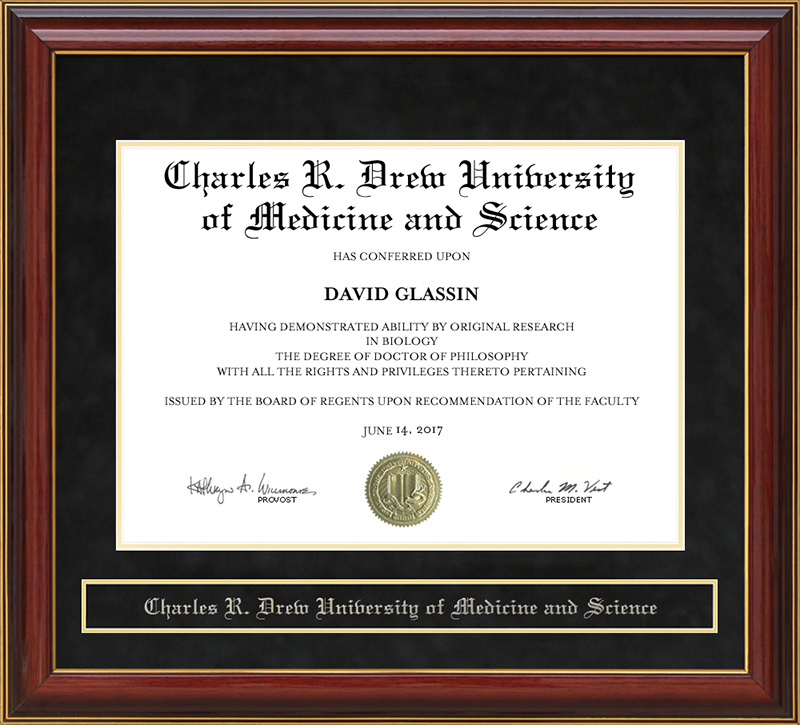 Charles R. Drew University
of Medicine and Science
HAS CONFERRED UPON
DAVID GLASSIN
HAVING DEMONSTRATED ABILITY BY ORIGINAL RESEARCH
IN BIOLOGY
THE DEGREE OF DOCTOR OF PHILOSOPHY
WITH ALL THE RIGHTS AND PRIVILEGES THERETO PERTAINING
ISSUED BY THE BOARD OF REGENTS UPON RECOMMENDATION OF THE FACULTY
JUNE 14, 2017
Charles M. Vest
PROVOST
PRESIDENT
Charles R. Drew University of Medicine and Science